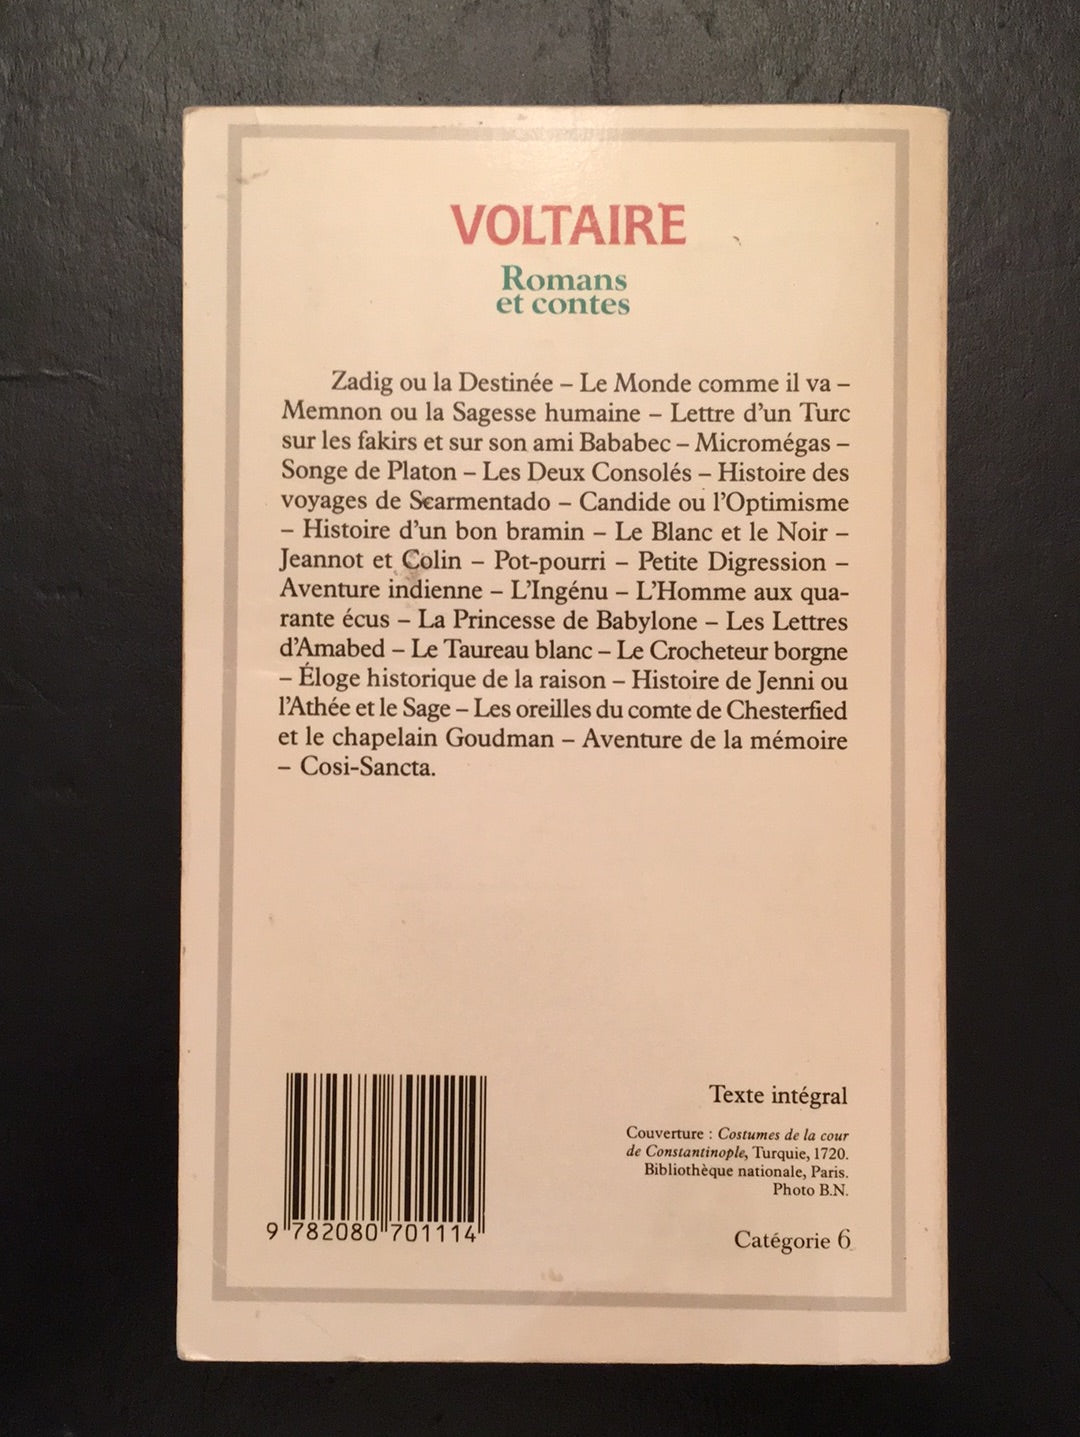 VOLTAIRE
Romans
et contes
Zadig ou la Destinée – Le Monde comme il va –
Memnon ou la Sagesse humaine – Lettre d'un Turc
sur les fakirs et sur son ami Bababec – Micromégas –
Songe de Platon – Les Deux Consolés – Histoire des
voyages de Scarmentado – Candide ou l'Optimisme
– Histoire d'un bon bramin – Le Blanc et le Noir –
Jeannot et Colin – Pot-pourri – Petite Digression –
Aventure indienne – L'Ingénu – L'Homme aux qua-
rante écus – La Princesse de Babylone – Les Lettres
d'Amabed – Le Taureau blanc – Le Crocheteur borgne
– Éloge historique de la raison – Histoire de Jenni ou
l'Athée et le Sage – Les oreilles du comte de Chesterfied
et le chapelain Goudman – Aventure de la mémoire
– Cosi-Sancta.
Texte intégral
Couverture : Costumes de la cour
de Constantinople, Turquie, 1720.
Bibliothèque nationale, Paris.
Photo B.N.
9 782080 701114
Catégorie 6